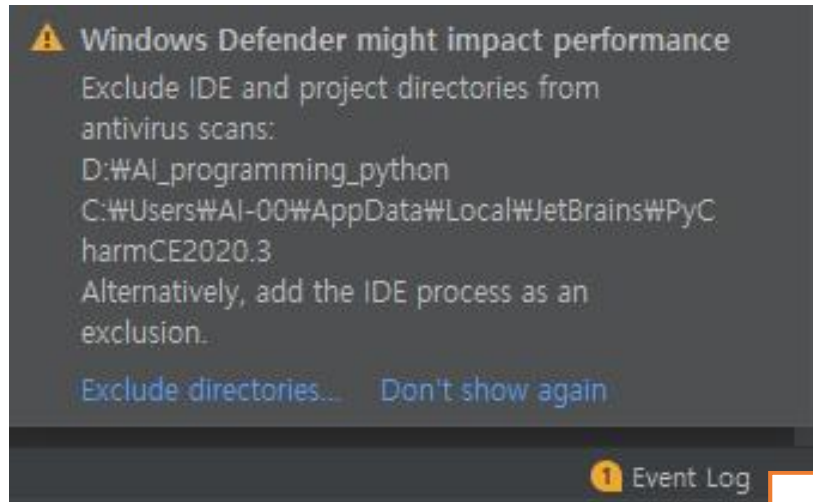 Windows Defender might impact performance
Exclude IDE and project directories from
antivirus scans:
D:₩AI_programming_python
C:₩Users₩AI-00₩AppData₩Local₩JetBrains₩PyC
harmCE2020.3
Alternatively, add the IDE process as an
exclusion.
Exclude directories... Don't show again
1 Event Log